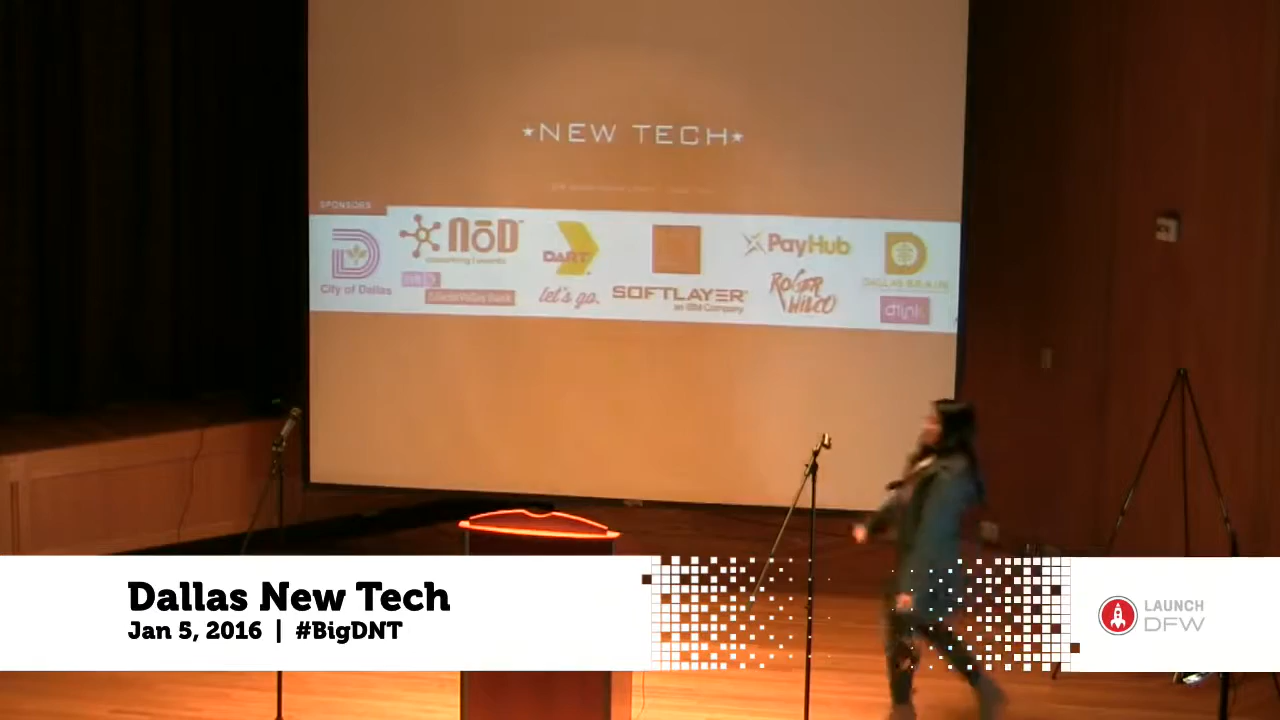 ★NEW TECH★
SPONSORS
City of Dallas
NōD
coworking | events
DART
let's go.
SOFTLAYER
an IBM Company
PayHub
ROGER
WILCO
DALLAS BRAIN
Dallas New Tech
Jan 5, 2016 | #BigDNT
LAUNCH
DFW